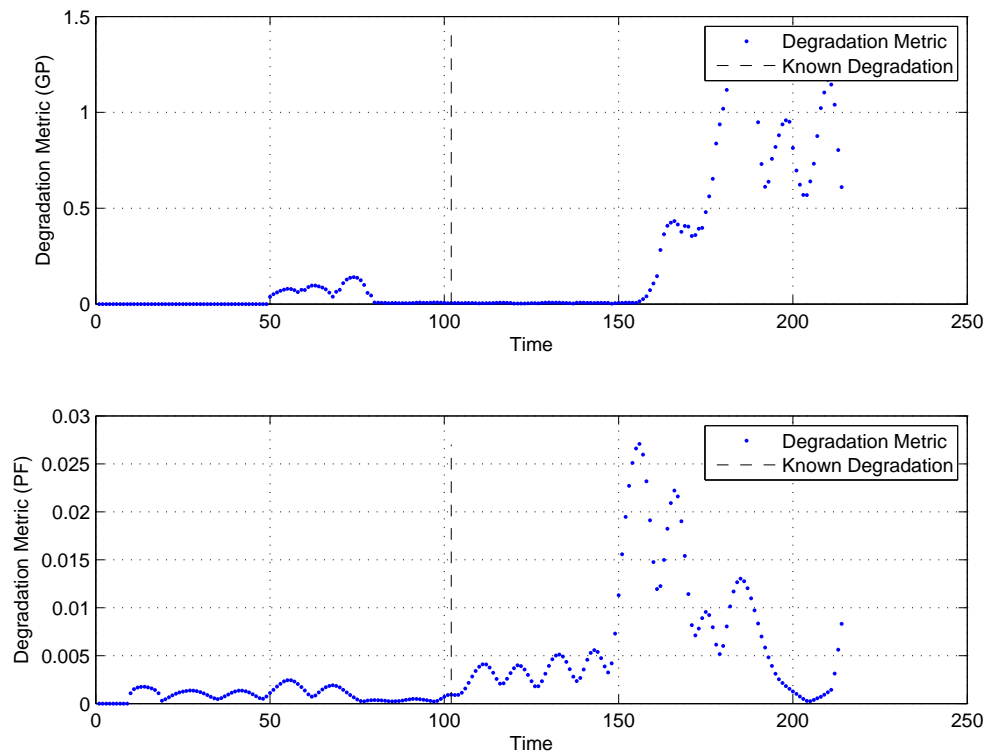 1.5
1
0.5
0
Degradation Metric (GP)
Degradation Metric
Known Degradation
0 50 100 150 200 250
Time
0.03
0.025
0.02
0.015
0.01
0.005
0
Degradation Metric (PF)
Degradation Metric
Known Degradation
0 50 100 150 200 250
Time